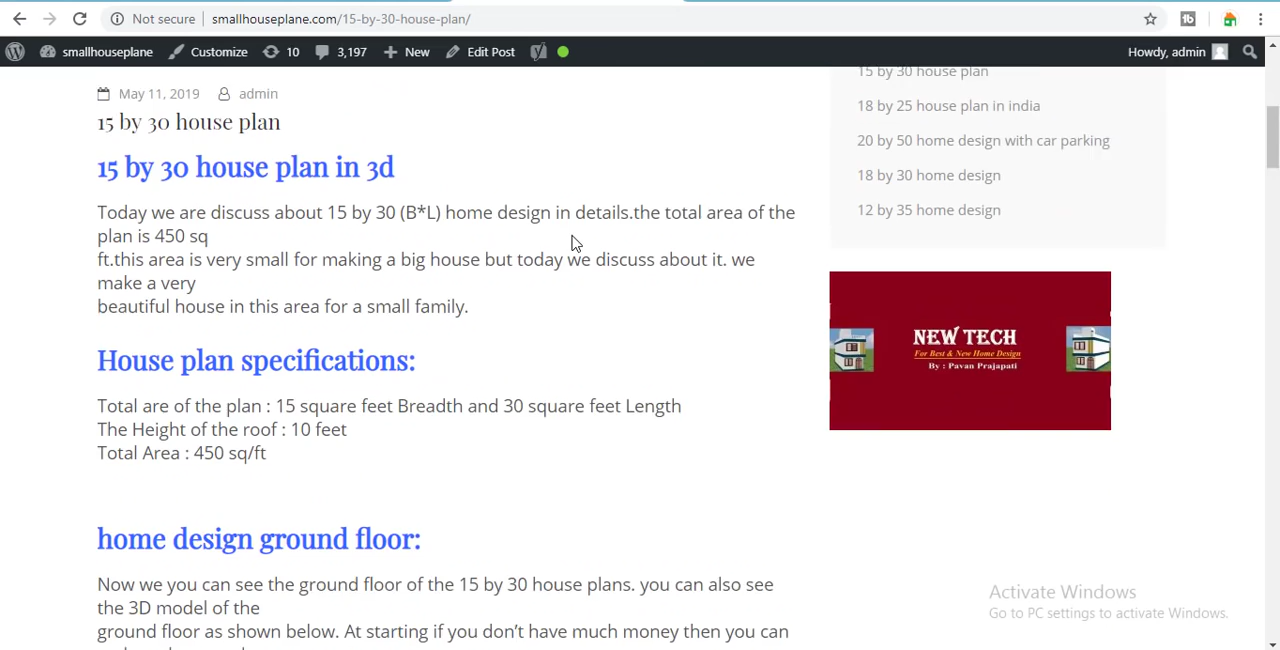 Not secure smallhouseplane.com/15-by-30-house-plan/
smallhouseplane Customize 10 3,197 New Edit Post Howdy, admin
May 11, 2019 admin
15 by 30 house plan
15 by 30 house plan in 3d
Today we are discuss about 15 by 30 (B*L) home design in details.the total area of the
plan is 450 sq
ft.this area is very small for making a big house but today we discuss about it. we
make a very
beautiful house in this area for a small family.
House plan specifications:
Total are of the plan : 15 square feet Breadth and 30 square feet Length
The Height of the roof : 10 feet
Total Area : 450 sq/ft
home design ground floor:
Now we you can see the ground floor of the 15 by 30 house plans. you can also see
the 3D model of the
ground floor as shown below. At starting if you don't have much money then you can
15 by 30 house plan
18 by 25 house plan in india
20 by 50 home design with car parking
18 by 30 home design
12 by 35 home design
NEW TECH
For Best & New Home Design
By : Pavan Prajapati
Activate Windows
Go to PC settings to activate Windows.